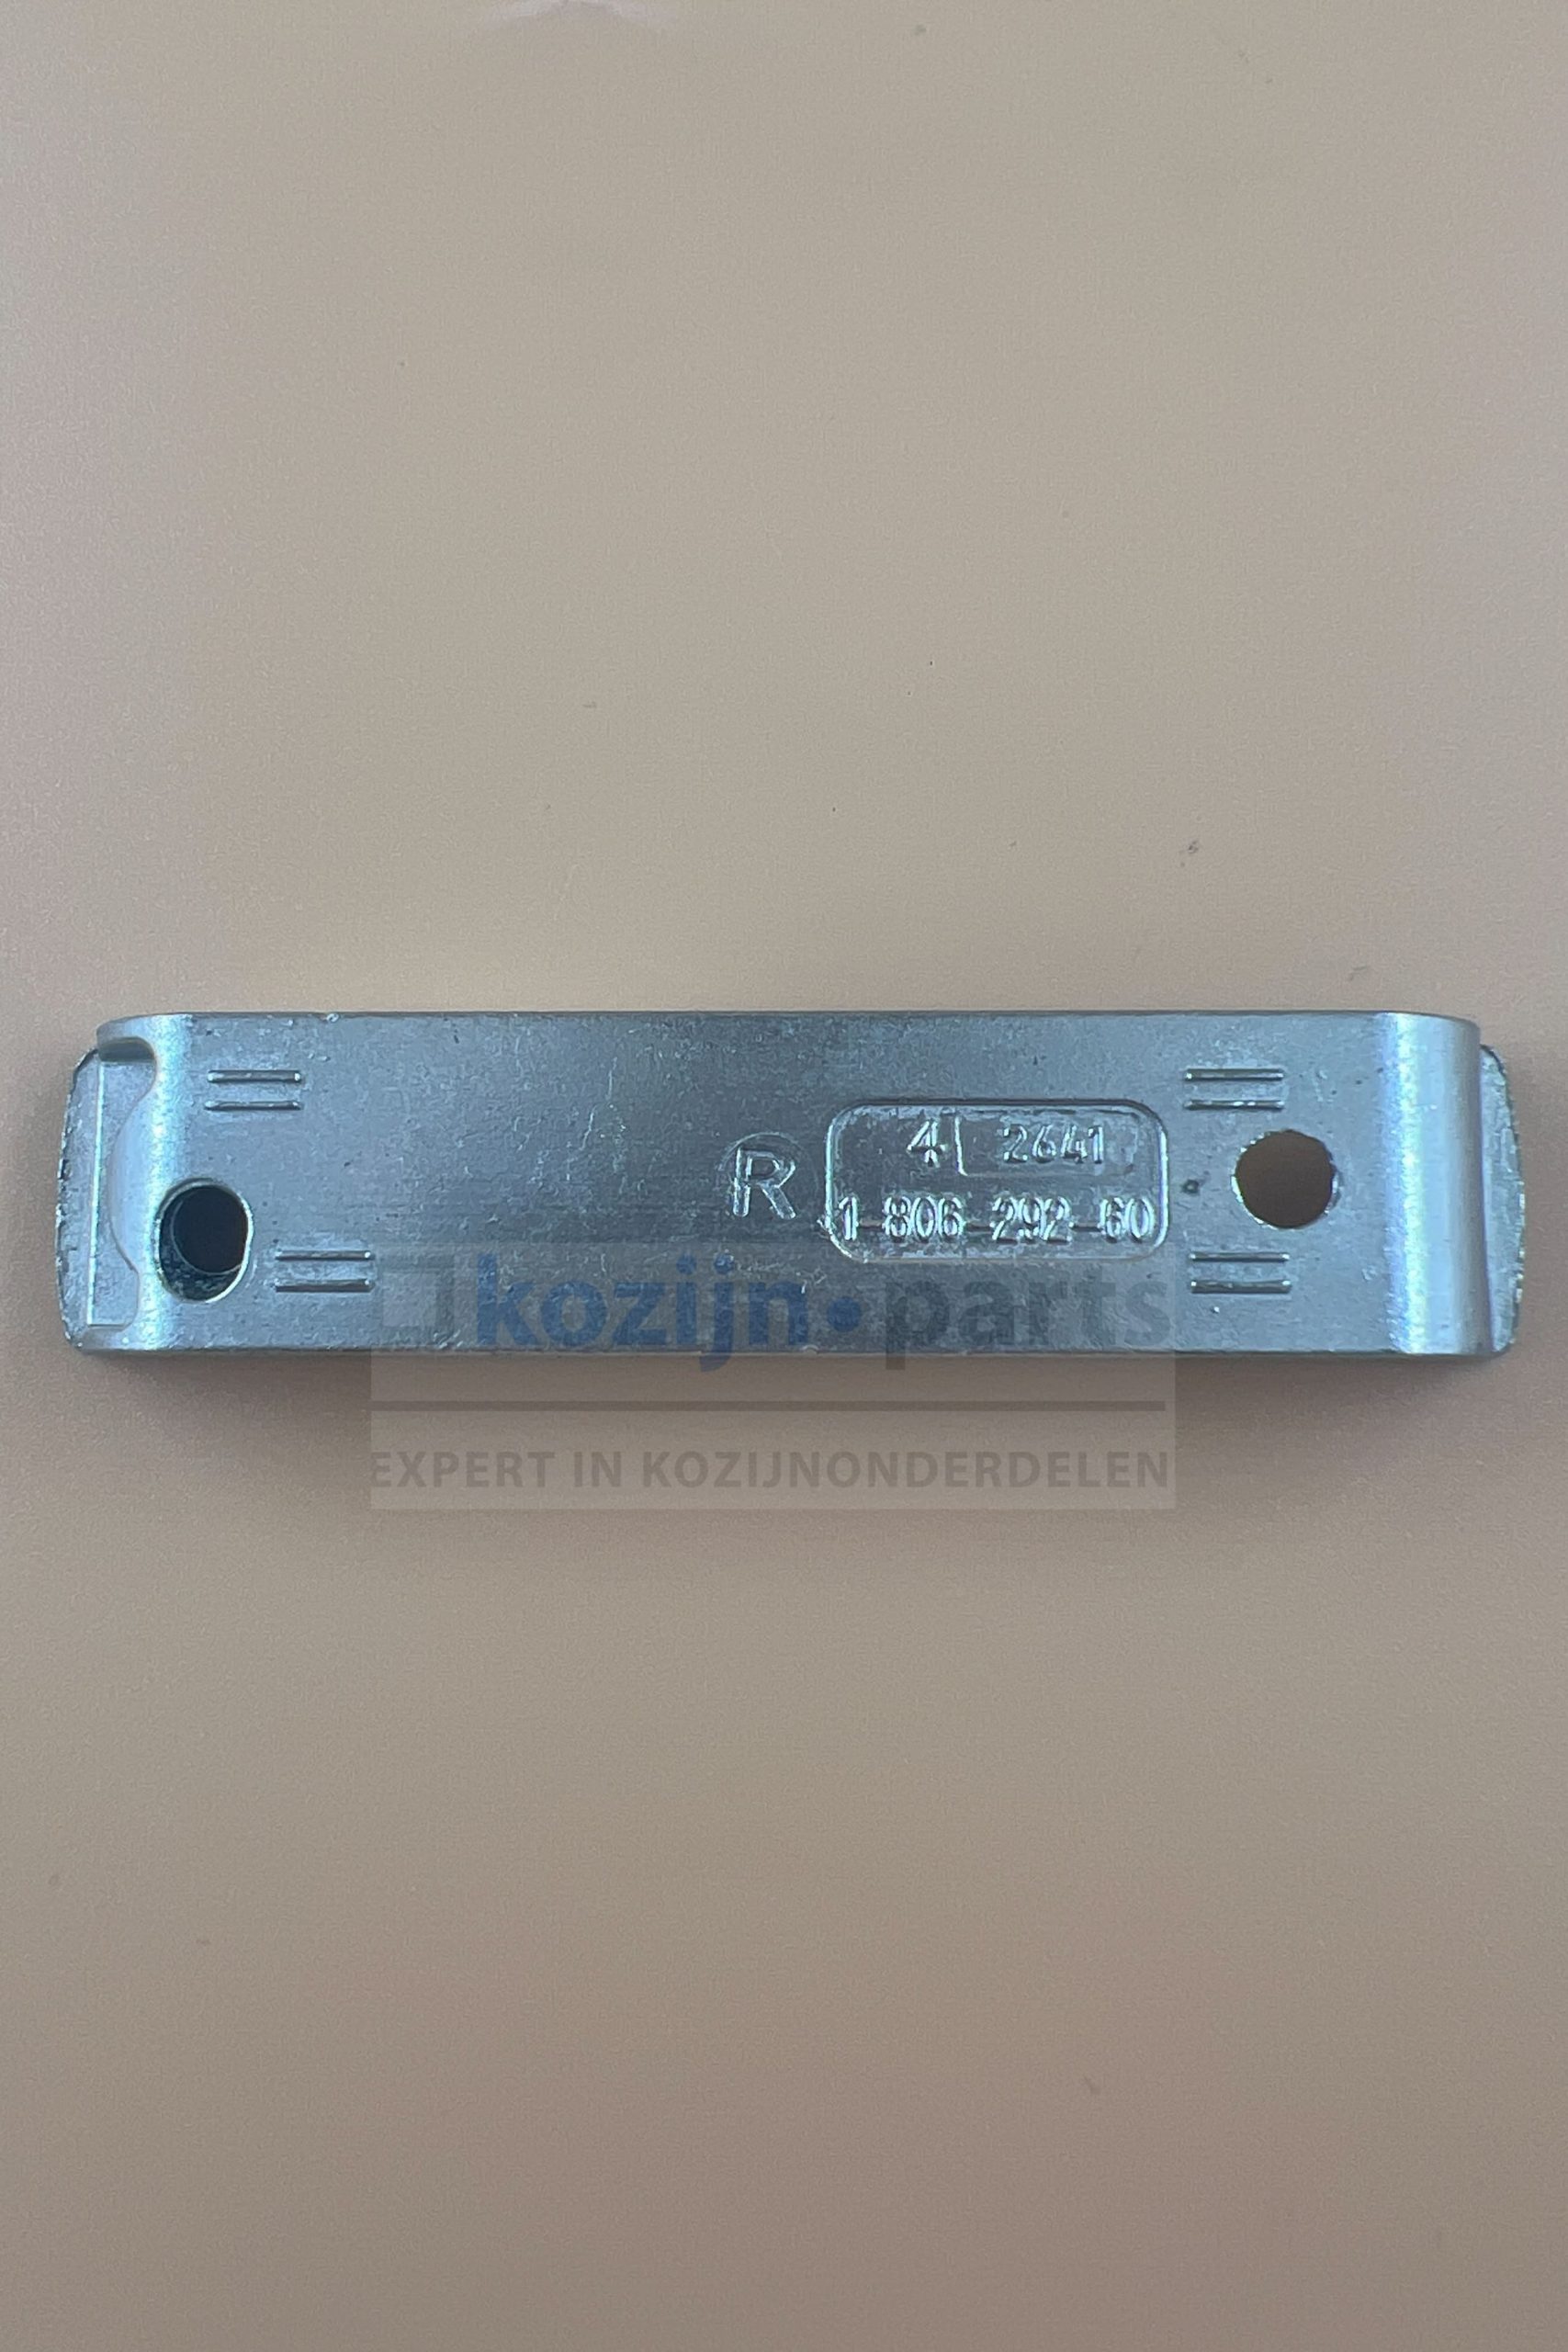 4 2641
R 1 806 292 60
kozijn•parts
EXPERT IN KOZIJNONDERDELEN